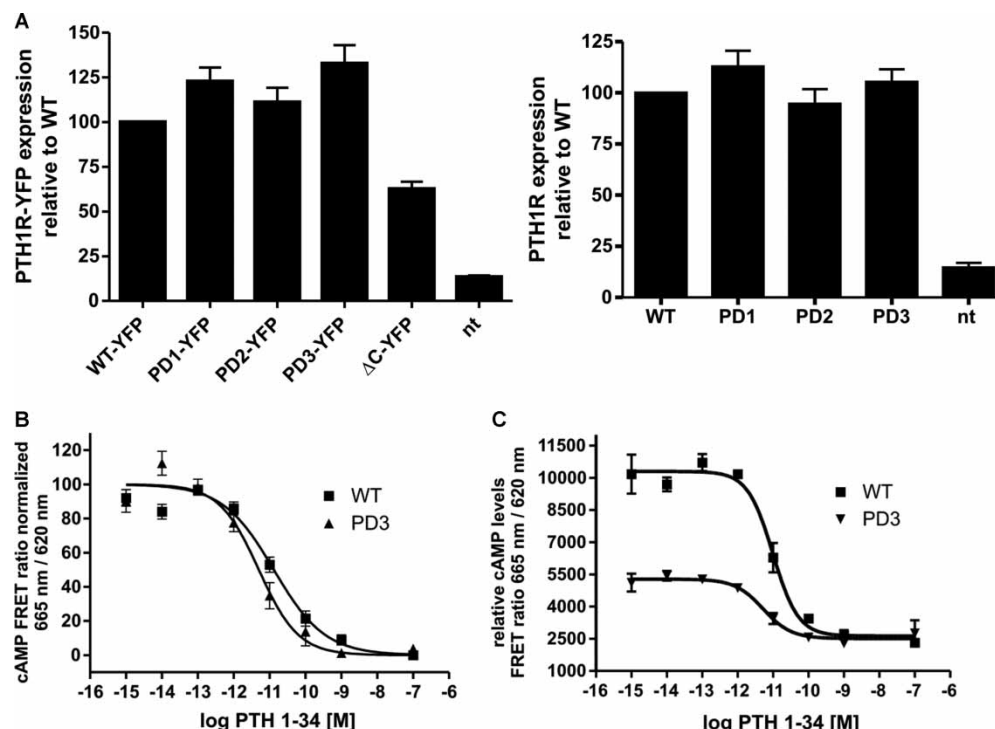 A
PTH1R-YFP expression
relative to WT
150
125
100
75
50
25
0
WT-YFP
PD1-YFP
PD2-YFP
PD3-YFP
ΔC-YFP
nt
PTH1R expression
relative to WT
125
100
75
50
25
0
WT
PD1
PD2
PD3
nt
B
cAMP FRET ratio normalized
665 nm / 620 nm
120
100
80
60
40
20
0
WT
PD3
-16 -15 -14 -13 -12 -11 -10 -9 -8 -7 -6
log PTH 1-34 [M]
C
relative cAMP levels
FRET ratio 665 nm / 620 nm
11500
10000
8500
7000
5500
4000
2500
1000
WT
PD3
-16 -15 -14 -13 -12 -11 -10 -9 -8 -7 -6
log PTH 1-34 [M]